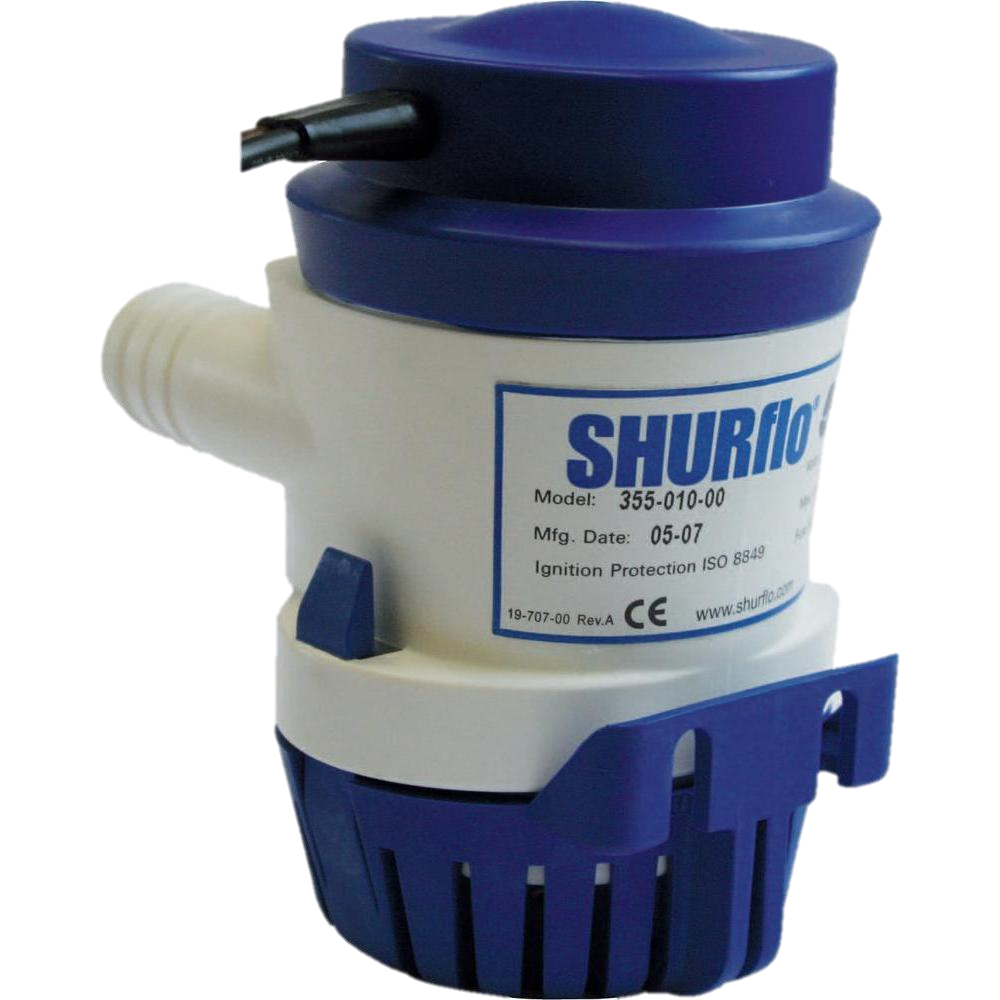 SHURflo®
Model: 355-010-00
Mfg. Date: 05-07
Ignition Protection ISO 8849
19-707-00 Rev.A CE www.shurflo.com